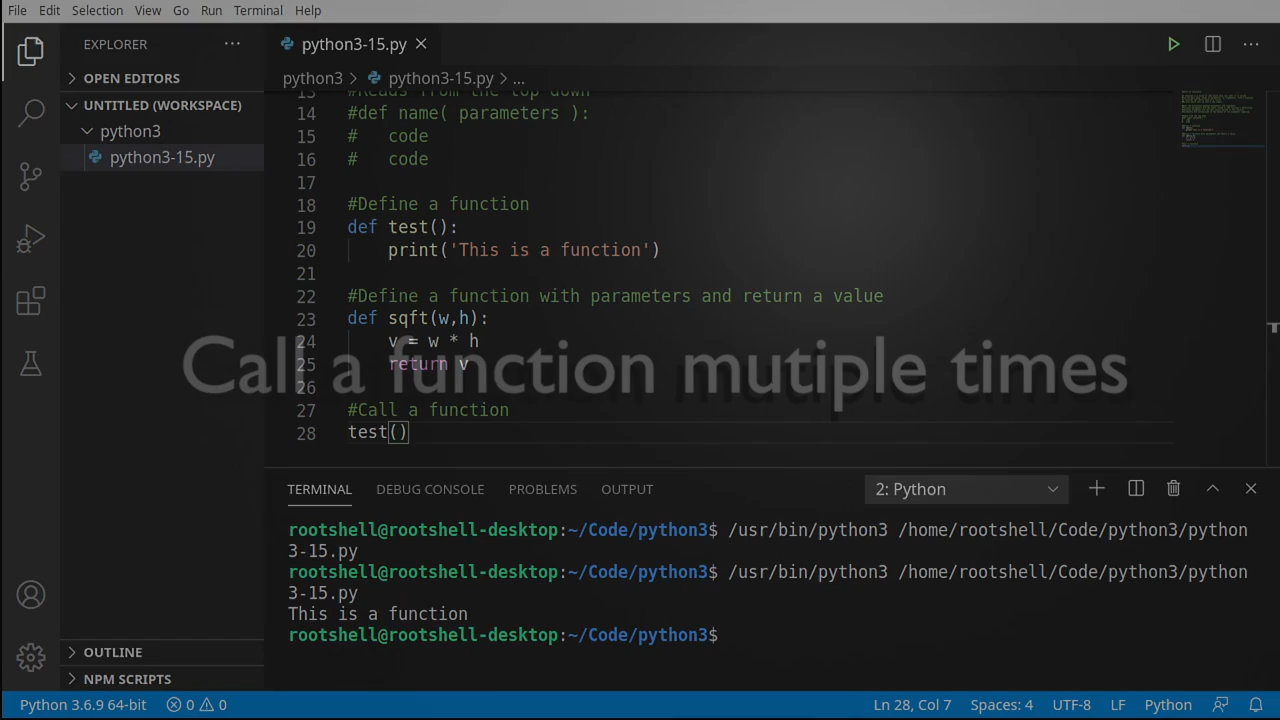 File Edit Selection View Go Run Terminal Help
EXPLORER ···
python3-15.py
OPEN EDITORS
python3 > python3-15.py > ...
UNTITLED (WORKSPACE)
python3
python3-15.py
13 #Reads from the top down
14 #def name( parameters ):
15 #   code
16 #   code
17
18 #Define a function
19 def test():
20     print('This is a function')
21
22 #Define a function with parameters and return a value
23 def sqft(w,h):
24     v = w * h
25     return v
26
27 #Call a function
28 test()
Call a function mutiple times
TERMINAL DEBUG CONSOLE PROBLEMS OUTPUT 2: Python
rootshell@rootshell-desktop:~/Code/python3$ /usr/bin/python3 /home/rootshell/Code/python3/python
3-15.py
rootshell@rootshell-desktop:~/Code/python3$ /usr/bin/python3 /home/rootshell/Code/python3/python
3-15.py
This is a function
rootshell@rootshell-desktop:~/Code/python3$
OUTLINE
NPM SCRIPTS
Python 3.6.9 64-bit 0 0 Ln 28, Col 7 Spaces: 4 UTF-8 LF Python